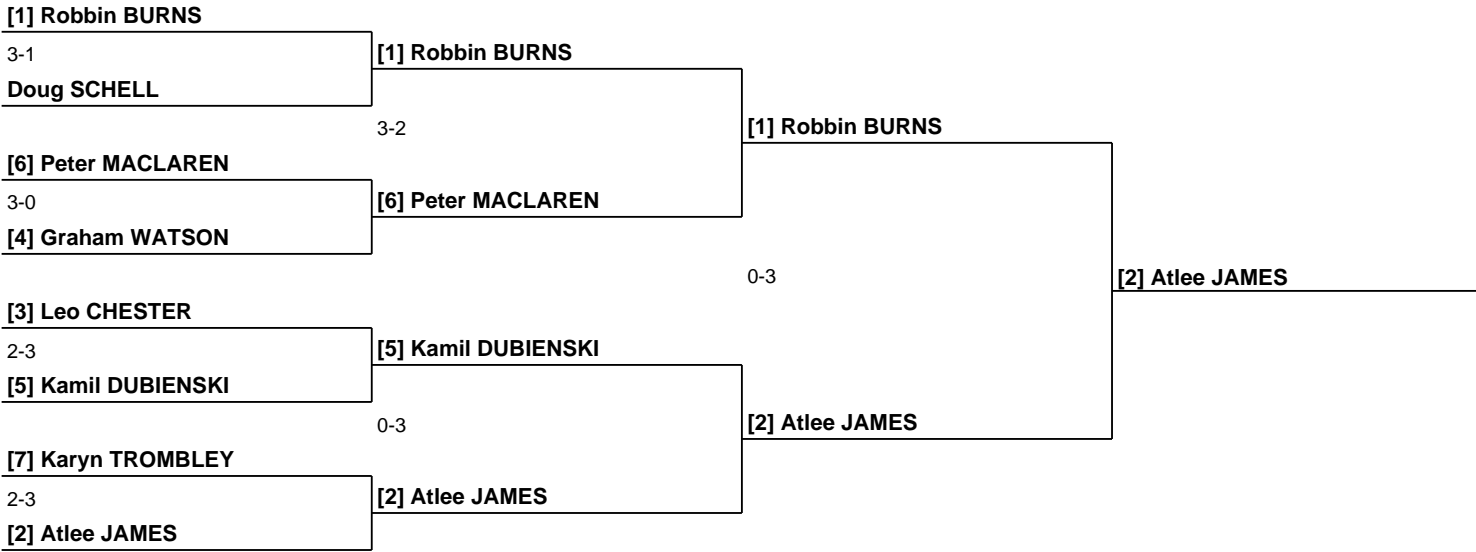 [1] Robbin BURNS
3-1
[1] Robbin BURNS
Doug SCHELL
3-2
[1] Robbin BURNS
[6] Peter MACLAREN
3-0
[6] Peter MACLAREN
[4] Graham WATSON
0-3
[2] Atlee JAMES
[3] Leo CHESTER
2-3
[5] Kamil DUBIENSKI
[5] Kamil DUBIENSKI
0-3
[2] Atlee JAMES
[7] Karyn TROMBLEY
2-3
[2] Atlee JAMES
[2] Atlee JAMES